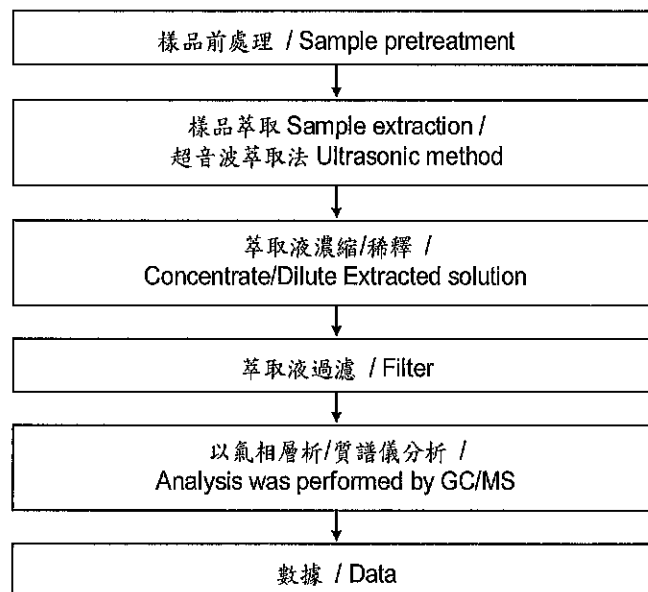 樣品前處理 / Sample pretreatment
樣品萃取 Sample extraction /
超音波萃取法 Ultrasonic method
萃取液濃縮/稀釋 /
Concentrate/Dilute Extracted solution
萃取液過濾 / Filter
以氣相層析/質譜儀分析 /
Analysis was performed by GC/MS
數據 / Data